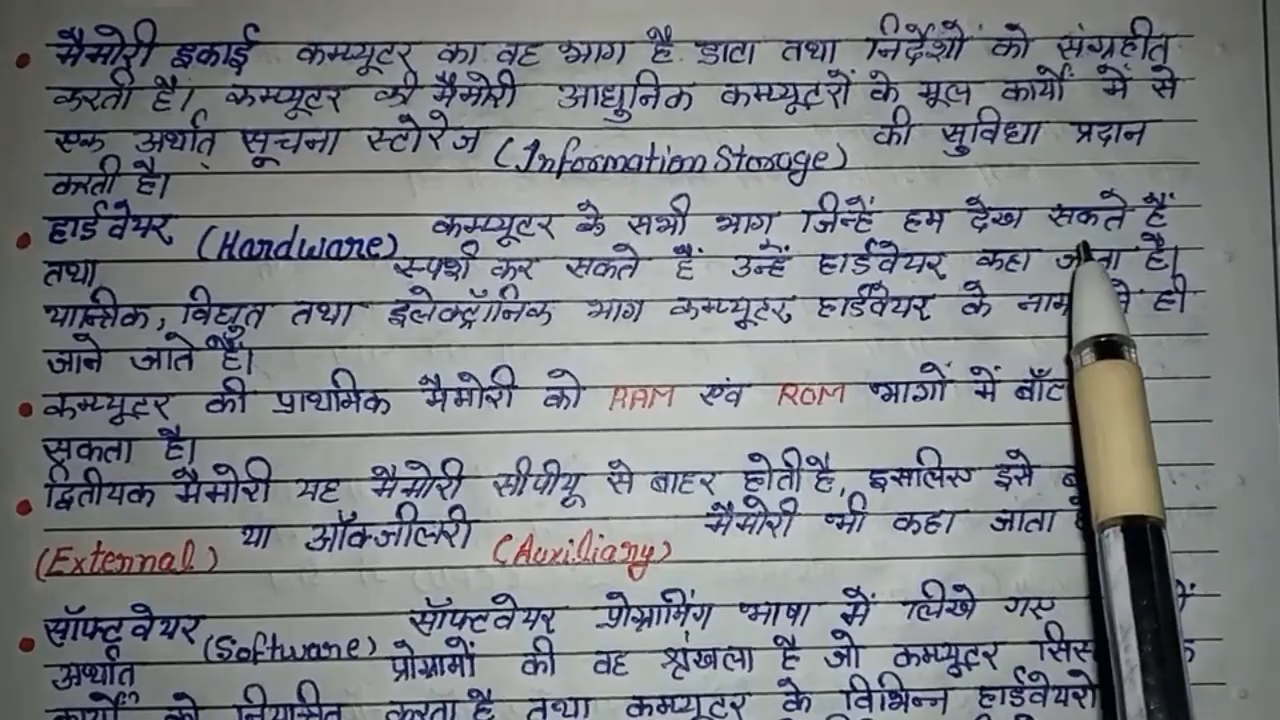 मैमोरी इकाई कम्प्यूटर का वह भाग है डाटा तथा निर्देशों को संग्रहीत
करती है। कम्प्यूटर की मैमोरी आधुनिक कम्प्यूटरों के मूल कार्यों में से
एक अर्थात् सूचना स्टोरेज (Information Storage) की सुविधा प्रदान
करती है।
हार्डवेयर (Hardware) कम्प्यूटर के सभी भाग जिन्हें हम देख सकते हैं
तथा स्पर्श कर सकते हैं उन्हें हार्डवेयर कहा जाता है।
यान्त्रिक, विद्युत तथा इलेक्ट्रॉनिक भाग कम्प्यूटर हार्डवेयर के नाम से ही
जाने जाते हैं।
कम्प्यूटर की प्राथमिक मैमोरी को RAM एंव ROM भागों में बाँट
सकता है।
द्वितीयक मैमोरी यह मैमोरी सीपीयू से बाहर होती है, इसलिए इसे
(External) या ऑक्जीलरी (Auxiliary) मैमोरी भी कहा जाता
सॉफ्टवेयर (Software) सॉफ्टवेयर प्रोग्रामिंग भाषा में लिखे गए
अर्थात प्रोग्रामों की वह श्रृंखला है जो कम्प्यूटर
कार्यों को नियमित करता है तथा कम्प्यूटर के विभिन्न हार्डवेयरो